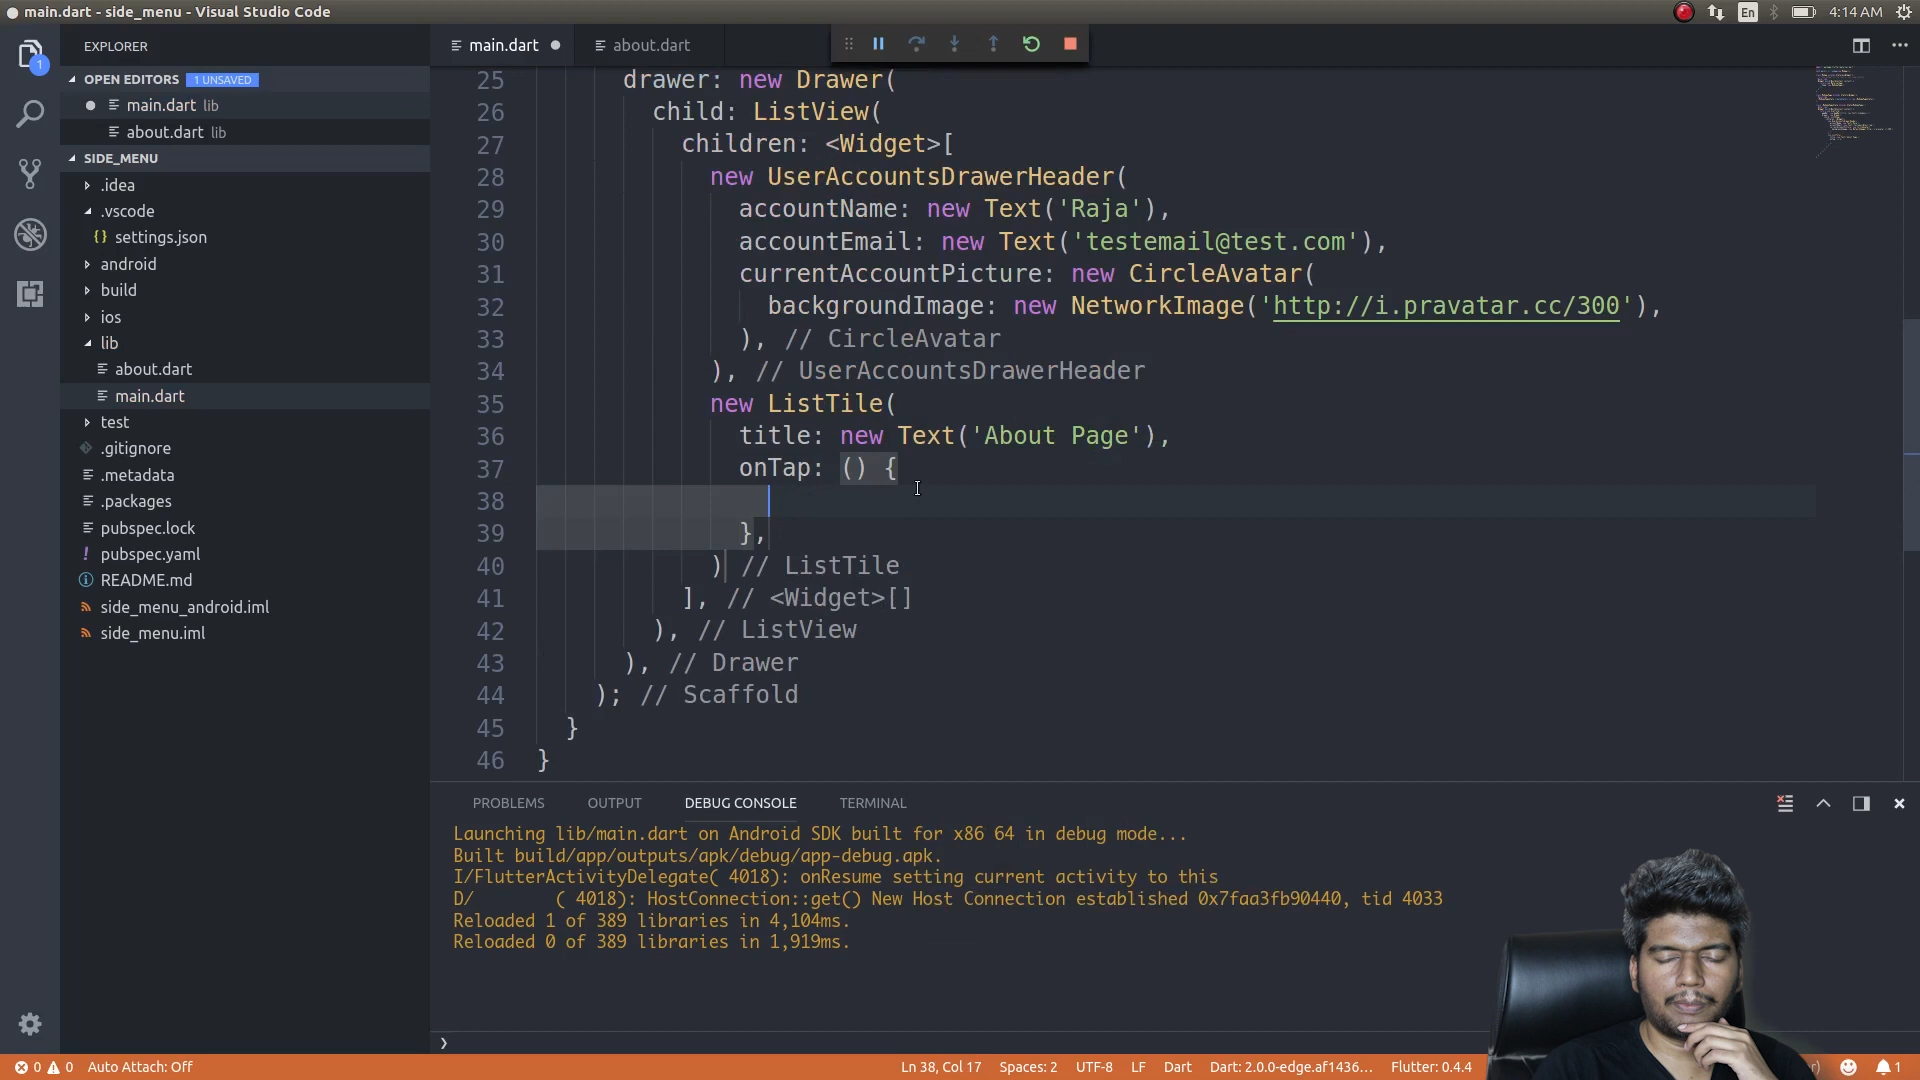 main.dart - side_menu - Visual Studio Code
En
4:14 AM
EXPLORER
OPEN EDITORS 1 UNSAVED
main.dart lib
about.dart lib
SIDE_MENU
.idea
.vscode
{} settings.json
android
build
ios
lib
about.dart
main.dart
test
.gitignore
.metadata
.packages
pubspec.lock
! pubspec.yaml
README.md
side_menu_android.iml
side_menu.iml
1
main.dart
about.dart
25 drawer: new Drawer(
26 child: ListView(
27 children: <Widget>[
28 new UserAccountsDrawerHeader(
29 accountName: new Text('Raja'),
30 accountEmail: new Text('testemail@test.com'),
31 currentAccountPicture: new CircleAvatar(
32 backgroundImage: new NetworkImage('http://i.pravatar.cc/300'),
33 ), // CircleAvatar
34 ), // UserAccountsDrawerHeader
35 new ListTile(
36 title: new Text('About Page'),
37 onTap: () {
38
39 },
40 ) // ListTile
41 ], // <Widget>[]
42 ), // ListView
43 ), // Drawer
44 ); // Scaffold
45 }
46 }
PROBLEMS OUTPUT DEBUG CONSOLE TERMINAL
Launching lib/main.dart on Android SDK built for x86 64 in debug mode...
Built build/app/outputs/apk/debug/app-debug.apk.
I/FlutterActivityDelegate( 4018): onResume setting current activity to this
D/ ( 4018): HostConnection::get() New Host Connection established 0x7faa3fb90440, tid 4033
Reloaded 1 of 389 libraries in 4,104ms.
Reloaded 0 of 389 libraries in 1,919ms.
0 0 Auto Attach: Off Ln 38, Col 17 Spaces: 2 UTF-8 LF Dart Dart: 2.0.0-edge.af1436... Flutter: 0.4.4 1